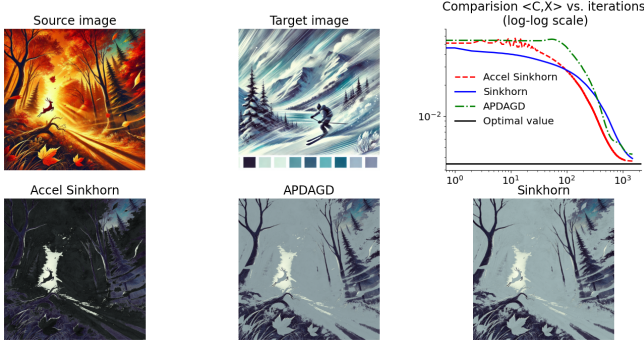 Source image
Target image
Comparision <C,X> vs. iterations
(log-log scale)
Accel Sinkhorn
Sinkhorn
APDAGD
Optimal value
10⁻²
10⁰ 10¹ 10² 10³
Accel Sinkhorn
APDAGD
Sinkhorn